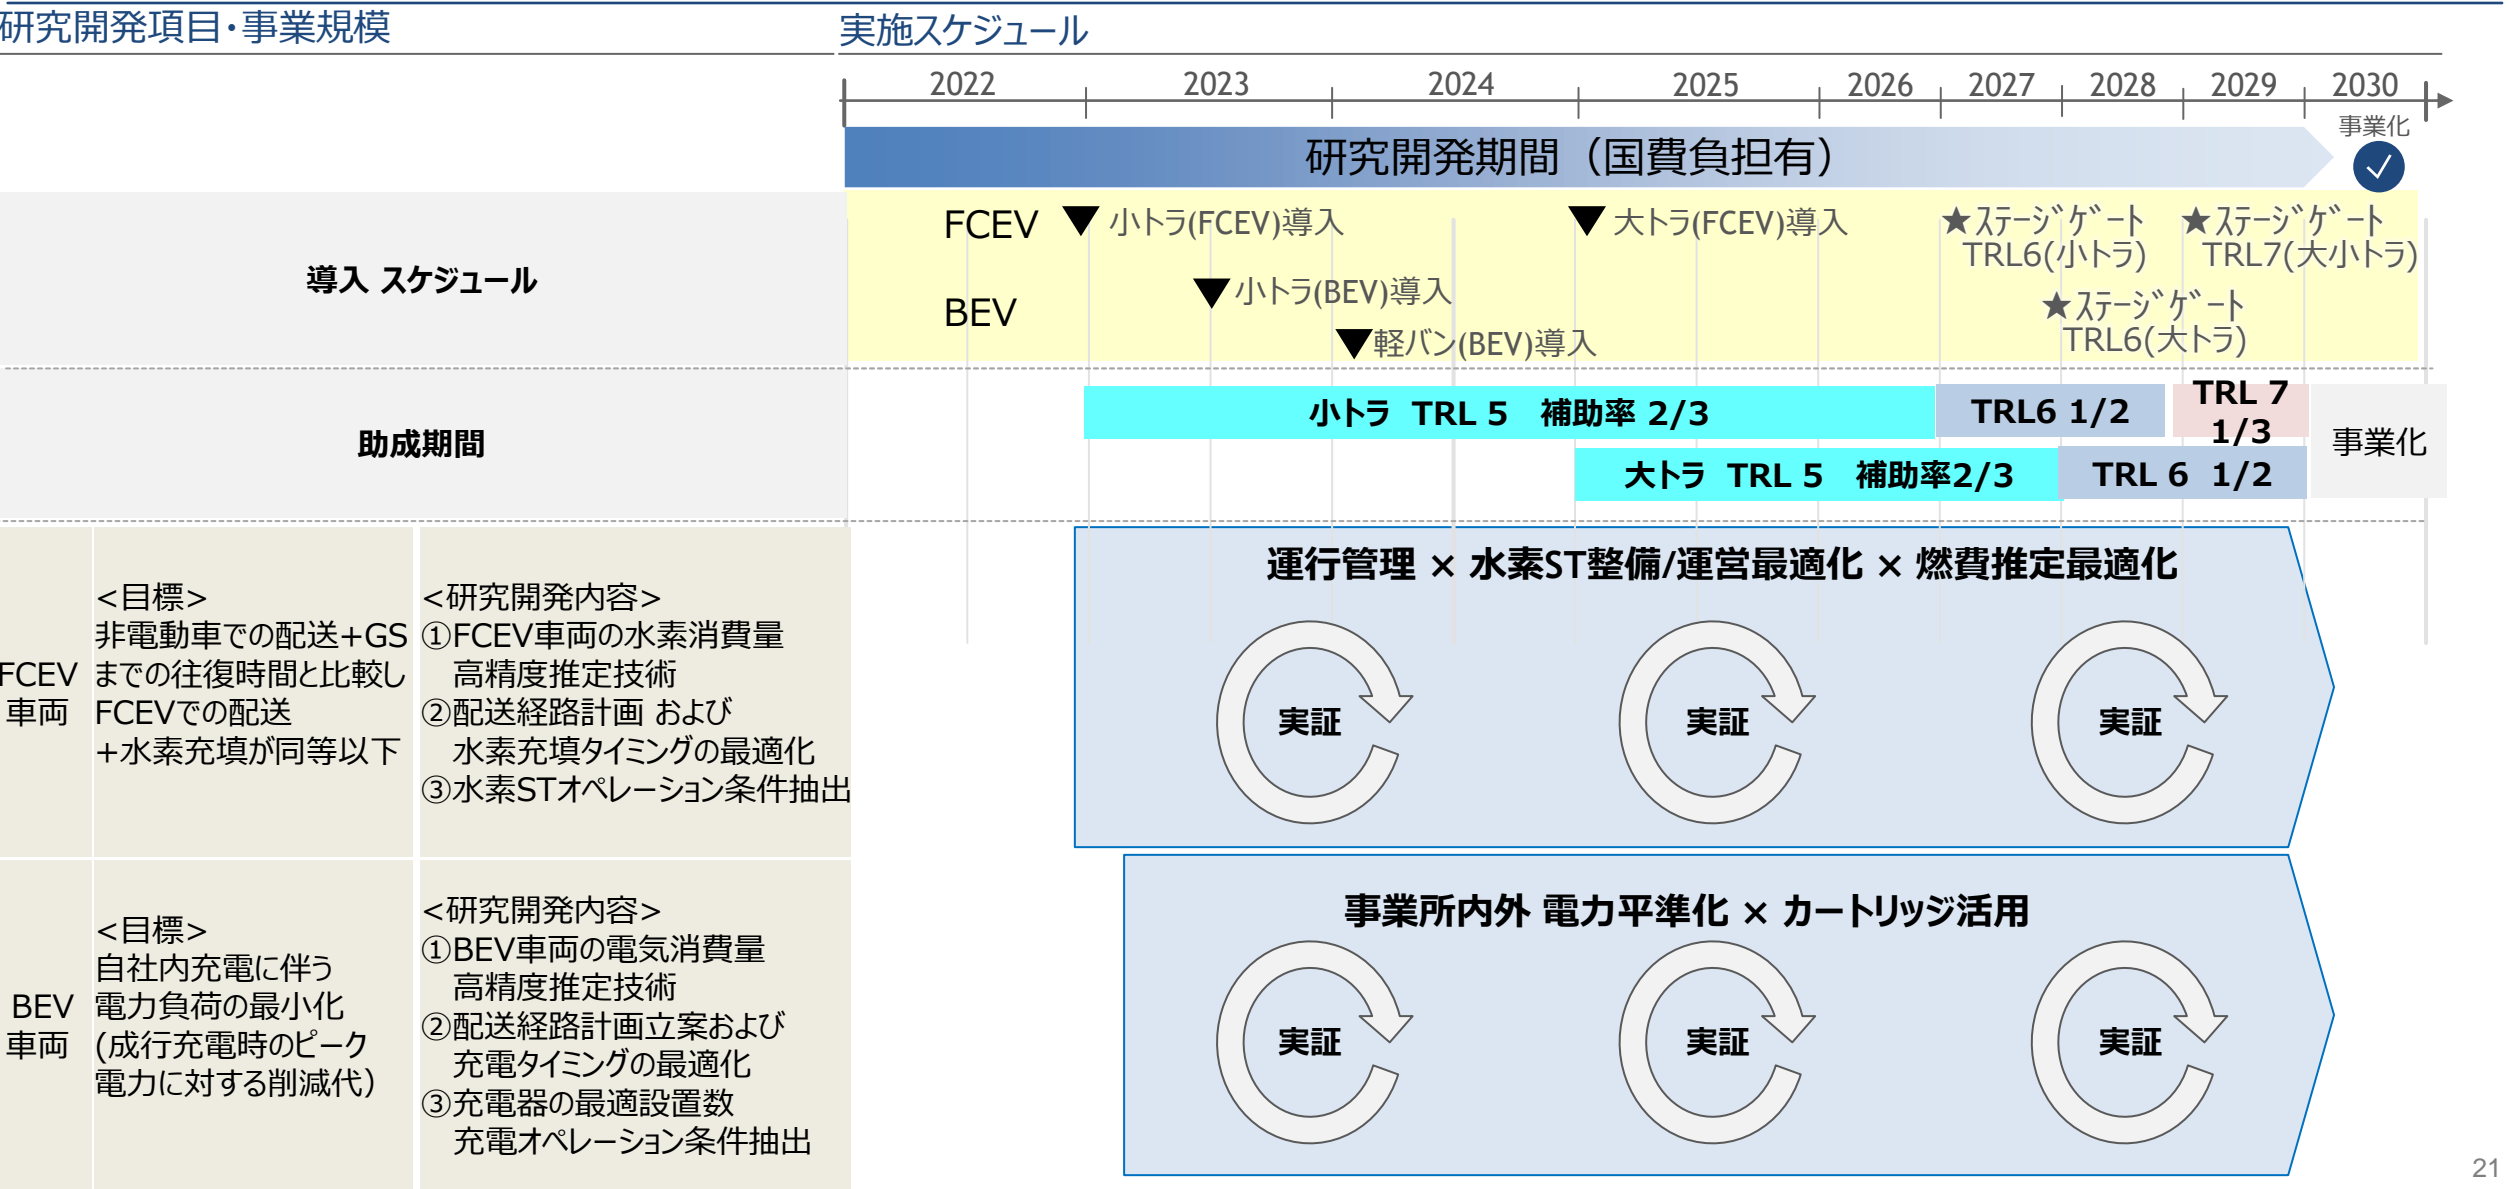 研究開発項目・事業規模
実施スケジュール
2022 2023 2024 2025 2026 2027 2028 2029 2030
事業化
研究開発期間（国費負担有）
導入 スケジュール
FCEV
小トラ(FCEV)導入
大トラ(FCEV)導入
★ｽﾃｰｼﾞｹﾞｰﾄ
TRL6(小トラ)
★ｽﾃｰｼﾞｹﾞｰﾄ
TRL7(大小トラ)
BEV
小トラ(BEV)導入
軽バン(BEV)導入
★ｽﾃｰｼﾞｹﾞｰﾄ
TRL6(大トラ)
助成期間
小トラ TRL 5 補助率 2/3
TRL6 1/2
TRL 7
1/3
大トラ TRL 5 補助率2/3
TRL 6 1/2
事業化
FCEV
車両
<目標>
非電動車での配送+GS
までの往復時間と比較し
FCEVでの配送
+水素充填が同等以下
<研究開発内容>
①FCEV車両の水素消費量
高精度推定技術
②配送経路計画 および
水素充填タイミングの最適化
③水素STオペレーション条件抽出
運行管理 × 水素ST整備/運営最適化 × 燃費推定最適化
実証
実証
実証
BEV
車両
<目標>
自社内充電に伴う
電力負荷の最小化
(成行充電時のピーク
電力に対する削減代）
<研究開発内容>
①BEV車両の電気消費量
高精度推定技術
②配送経路計画立案および
充電タイミングの最適化
③充電器の最適設置数
充電オペレーション条件抽出
事業所内外 電力平準化 × カートリッジ活用
実証
実証
実証
21